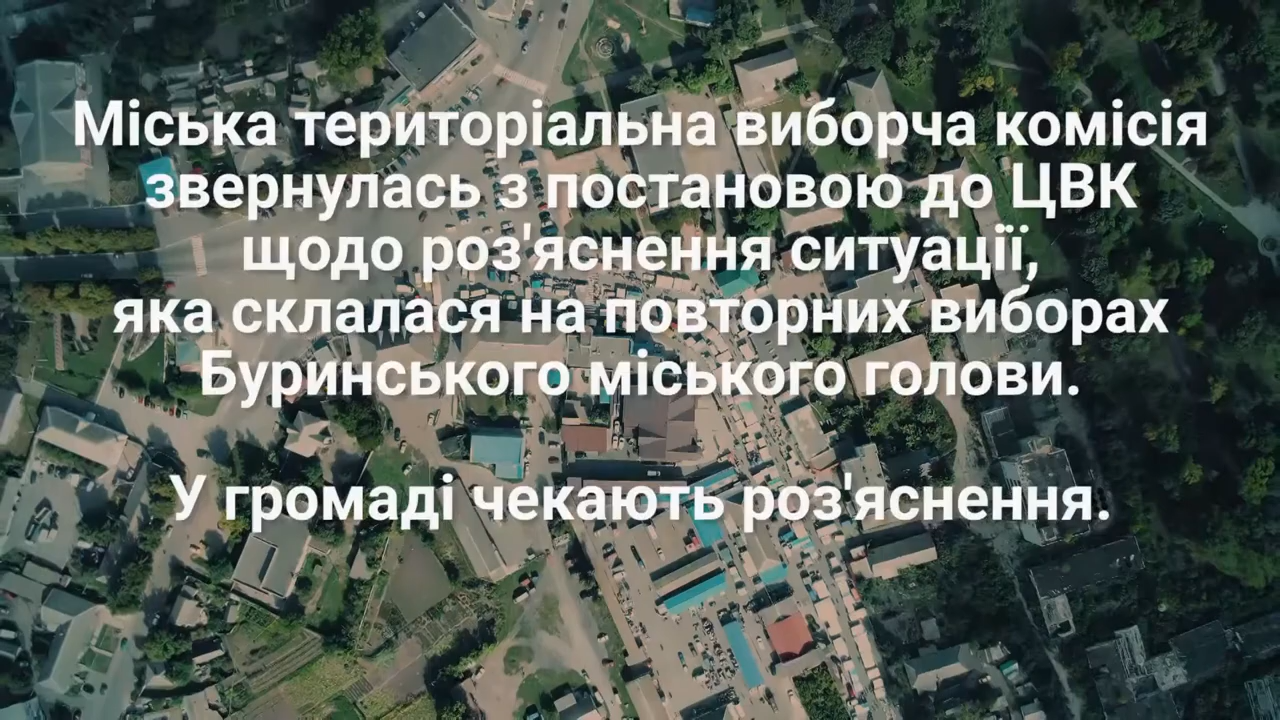 Міська територіальна виборча комісія
звернулась з постановою до ЦВК
щодо роз'яснення ситуації,
яка склалася на повторних виборах
Буринського міського голови.
У громаді чекають роз'яснення.